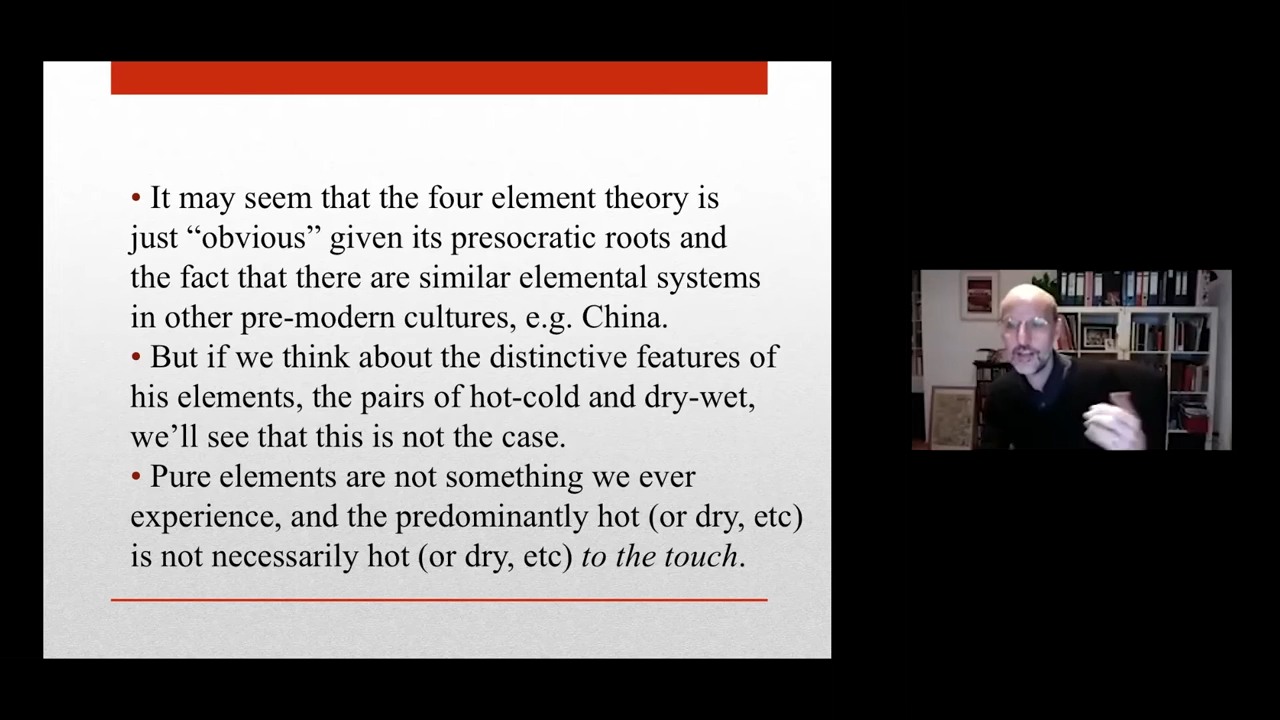 • It may seem that the four element theory is
just “obvious” given its presocratic roots and
the fact that there are similar elemental systems
in other pre-modern cultures, e.g. China.
• But if we think about the distinctive features of
his elements, the pairs of hot-cold and dry-wet,
we’ll see that this is not the case.
• Pure elements are not something we ever
experience, and the predominantly hot (or dry, etc)
is not necessarily hot (or dry, etc) to the touch.